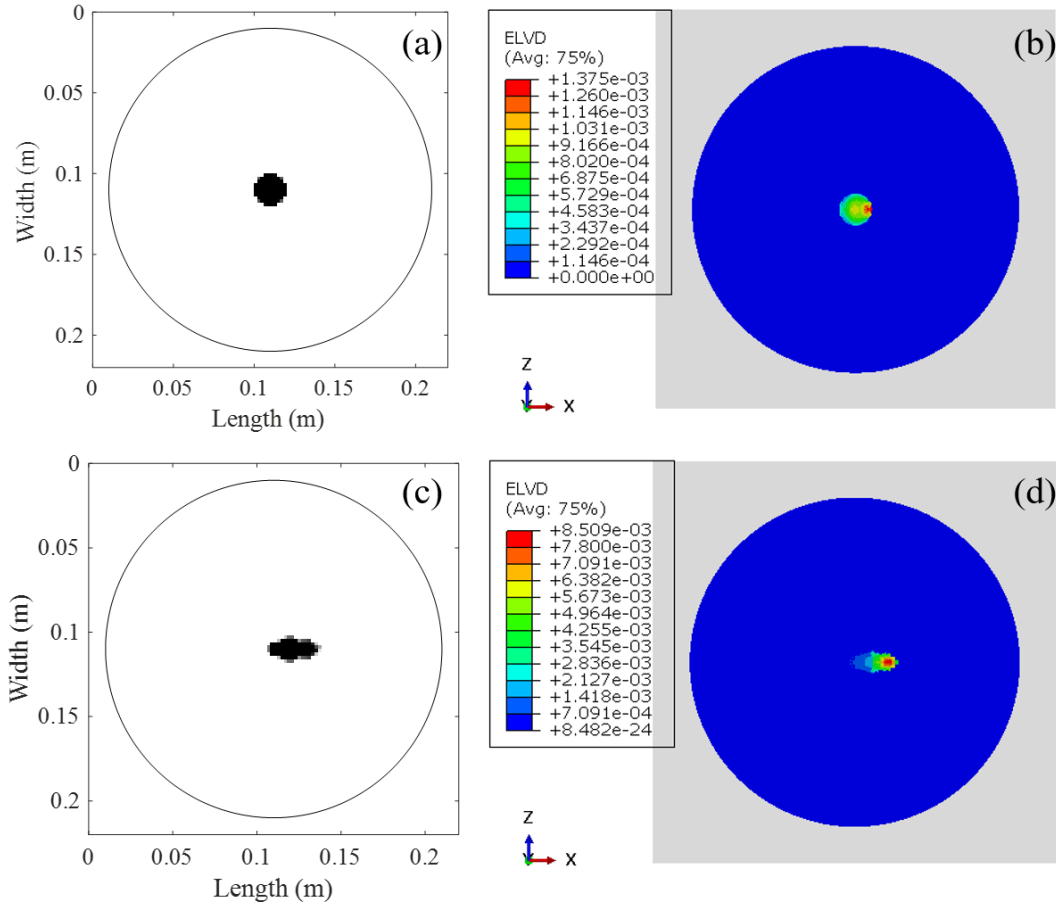 0
0.05
0.1
0.15
0.2
Width (m)
0
0.05
0.10
0.15
0.2
Length (m)
(a)
ELVD
(Avg: 75%)
+1.375e-03
+1.260e-03
+1.146e-03
+1.031e-03
+9.166e-04
+8.020e-04
+6.875e-04
+5.729e-04
+4.583e-04
+3.437e-04
+2.292e-04
+1.146e-04
+0.000e+00
(b)
Z
Y
X
0
0.05
0.1
0.15
0.2
Width (m)
0
0.05
0.1
0.15
0.2
Length (m)
(c)
ELVD
(Avg: 75%)
+8.509e-03
+7.800e-03
+7.091e-03
+6.382e-03
+5.673e-03
+4.964e-03
+4.255e-03
+3.545e-03
+2.836e-03
+2.127e-03
+1.418e-03
+7.091e-04
+8.482e-24
(d)
Z
Y
X